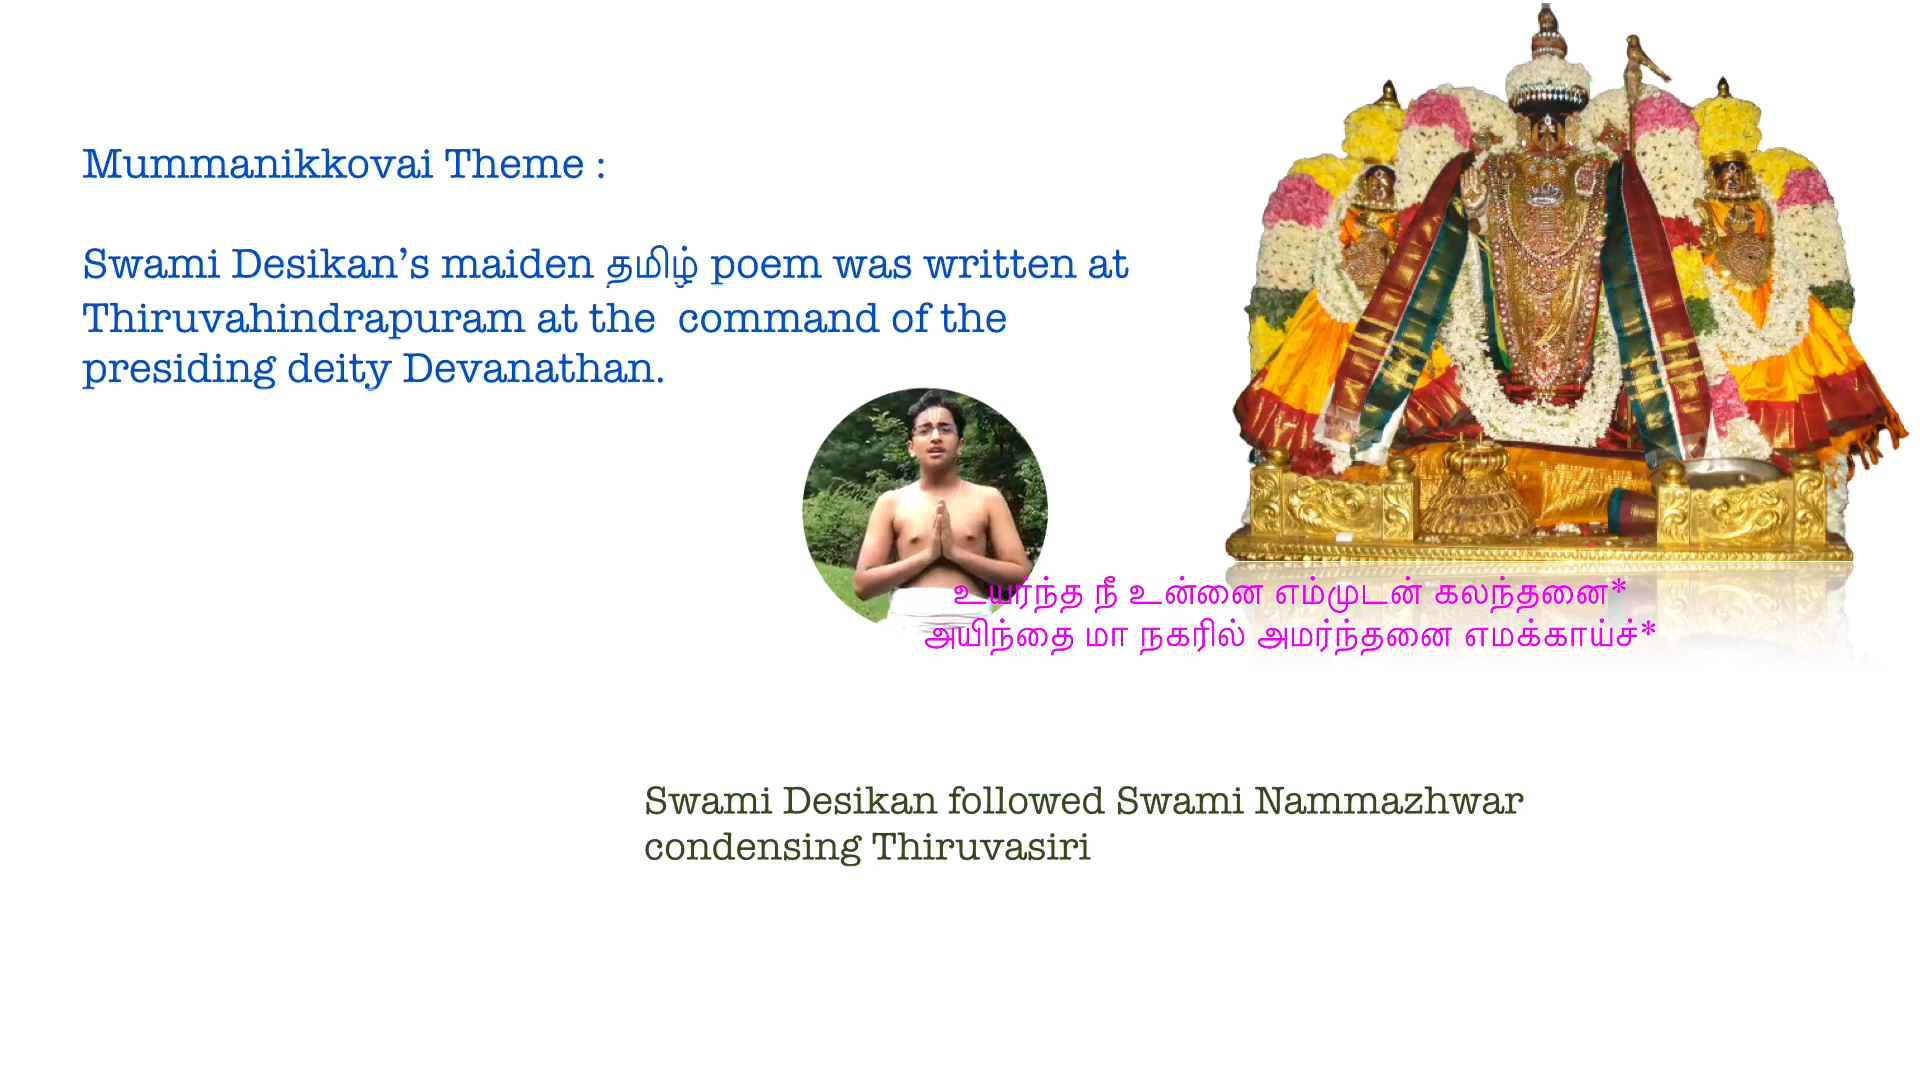 Mummanikkovai Theme :
Swami Desikan’s maiden தமிழ் poem was written at
Thiruvahindrapuram at the  command of the
presiding deity Devanathan.
உயர்ந்த நீ உன்னை எம்முடன் கலந்தனை*
அயிந்தை மா நகரில் அமர்ந்தனை எமக்காய்ச்*
Swami Desikan followed Swami Nammazhwar
condensing Thiruvasiri